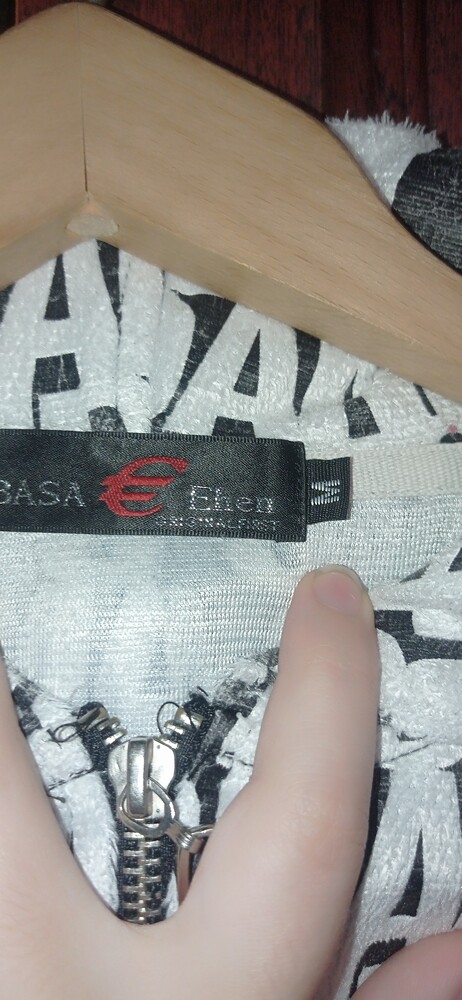 BASA € Ehen
ORIGINALFIRST
M